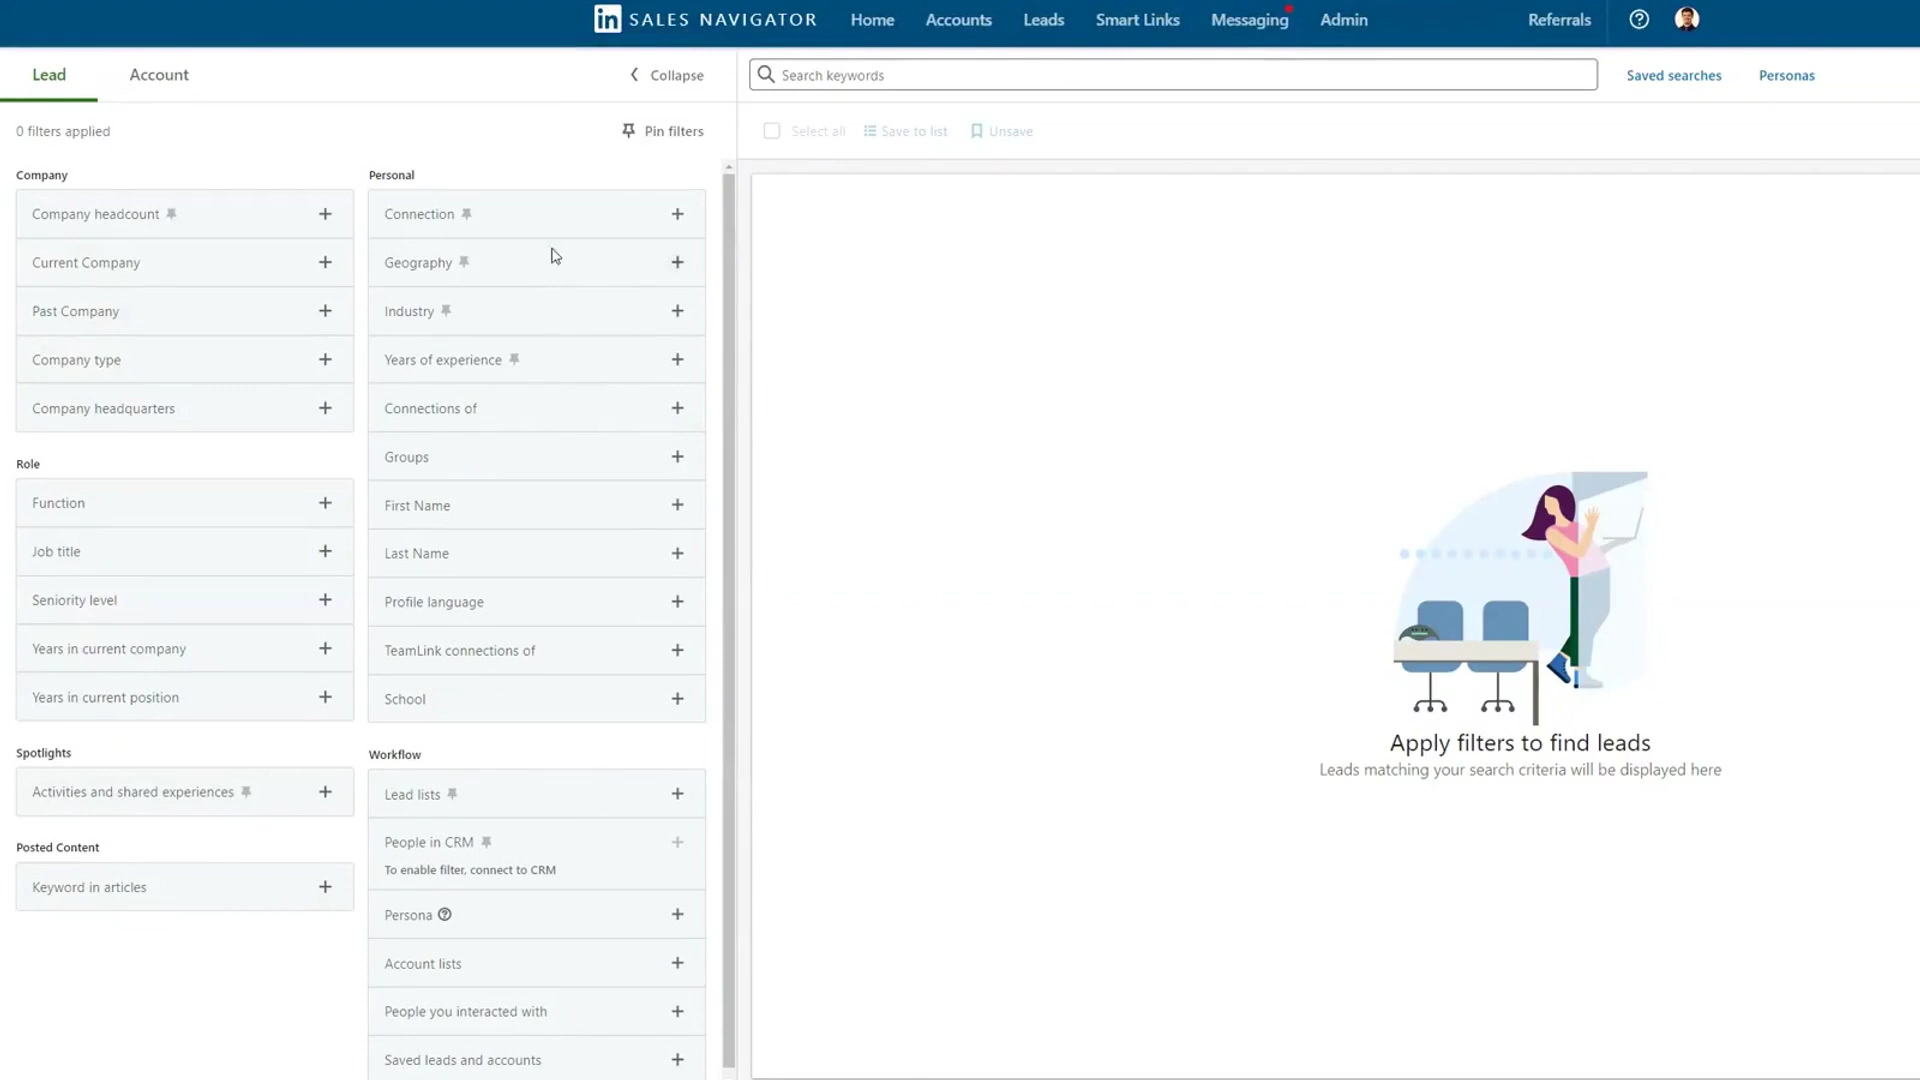 in SALES NAVIGATOR Home Accounts Leads Smart Links Messaging Admin Referrals
Lead Account Collapse
Search keywords
Saved searches Personas
0 filters applied Pin filters
Select all Save to list Unsave
Company
Company headcount
Current Company
Past Company
Company type
Company headquarters
Role
Function
Job title
Seniority level
Years in current company
Years in current position
Spotlights
Activities and shared experiences
Posted Content
Keyword in articles
Personal
Connection
Geography
Industry
Years of experience
Connections of
Groups
First Name
Last Name
Profile language
TeamLink connections of
School
Workflow
Lead lists
People in CRM
To enable filter, connect to CRM
Persona
Account lists
People you interacted with
Saved leads and accounts
Apply filters to find leads
Leads matching your search criteria will be displayed here